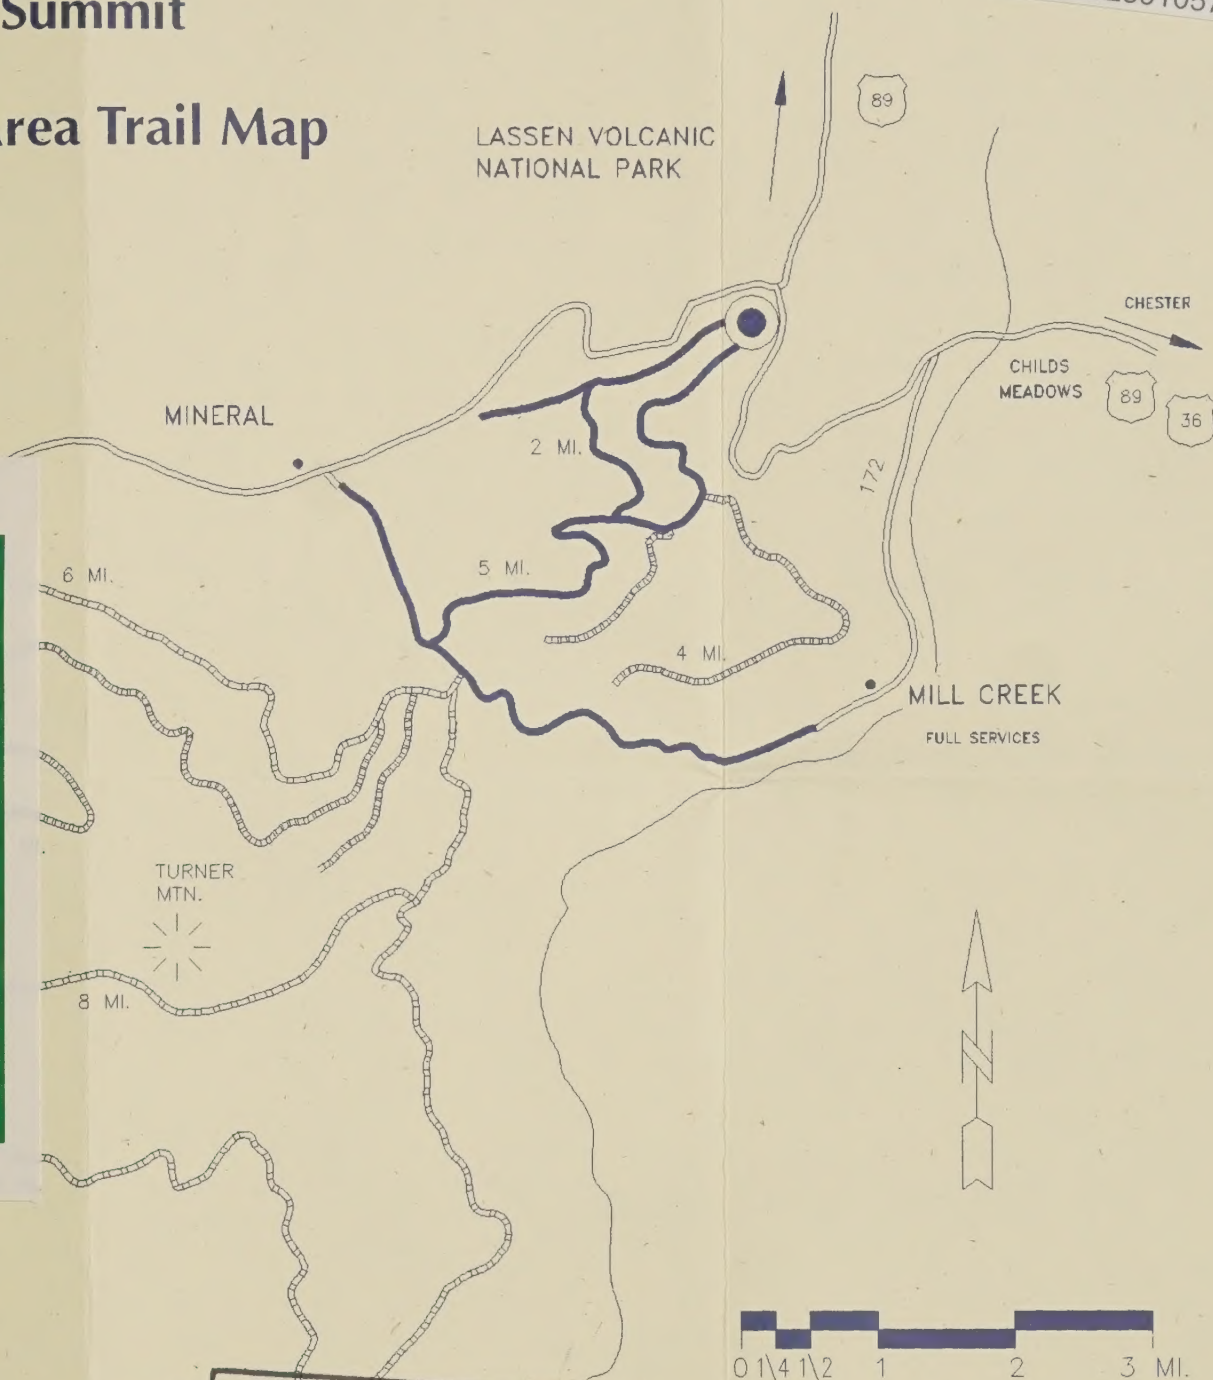 Summit
Area Trail Map
LASSEN VOLCANIC
NATIONAL PARK
89
CHESTER
CHILDS
MEADOWS
89
36
MINERAL
2 MI.
172
5 MI.
6 MI.
4 MI.
MILL CREEK
FULL SERVICES
TURNER
MTN.
8 MI.
N
0 1\4 1\2 1 2 3 MI.